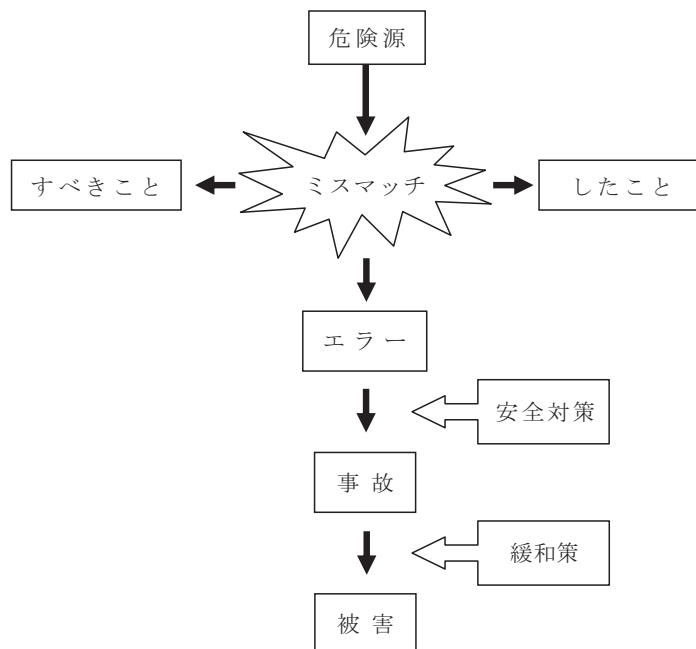 危険源
すべきこと
ミスマッチ
したこと
エラー
安全対策
事故
緩和策
被害